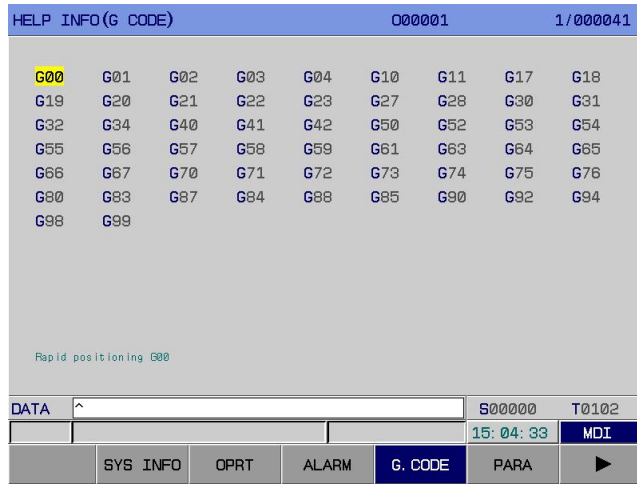 HELP INFO(G CODE) O00001 1/000041
G00 G01 G02 G03 G04 G10 G11 G17 G18
G19 G20 G21 G22 G23 G27 G28 G30 G31
G32 G34 G40 G41 G42 G50 G52 G53 G54
G55 G56 G57 G58 G59 G61 G63 G64 G65
G66 G67 G70 G71 G72 G73 G74 G75 G76
G80 G83 G87 G84 G88 G85 G90 G92 G94
G98 G99
Rapid positioning G00
DATA ^ S00000 T0102
15:04:33 MDI
SYS INFO OPRT ALARM G.CODE PARA ▶